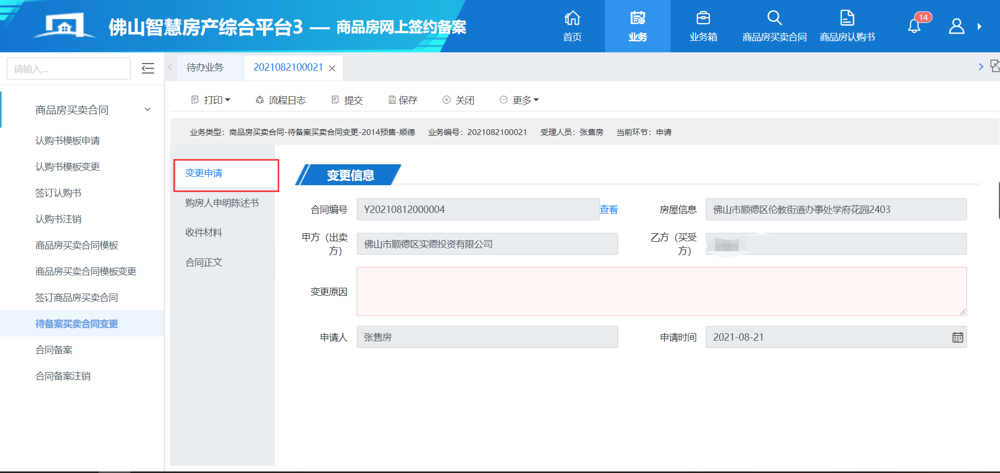 佛山智慧房产综合平台3 — 商品房网上签约备案
首页
业务
业务箱
商品房买卖合同
商品房认购书
14
请输入...
待办业务
2021082100021
商品房买卖合同
认购书模板申请
认购书模板变更
签订认购书
认购书注销
商品房买卖合同模板
商品房买卖合同模板变更
签订商品房买卖合同
待备案买卖合同变更
合同备案
合同备案注销
打印
流程日志
提交
保存
关闭
更多
业务类型：商品房买卖合同-待备案买卖合同变更-2014预售-顺德 业务编号：2021082100021 受理人员：张售房 当前环节：申请
变更申请
购房人申明陈述书
收件材料
合同正文
变更信息
合同编号
Y20210812000004
查看
房屋信息
佛山市顺德区伦教街道办事处学府花园2403
甲方（出卖
方）
佛山市顺德区实德投资有限公司
乙方（买受
方）
变更原因
申请人
张售房
申请时间
2021-08-21